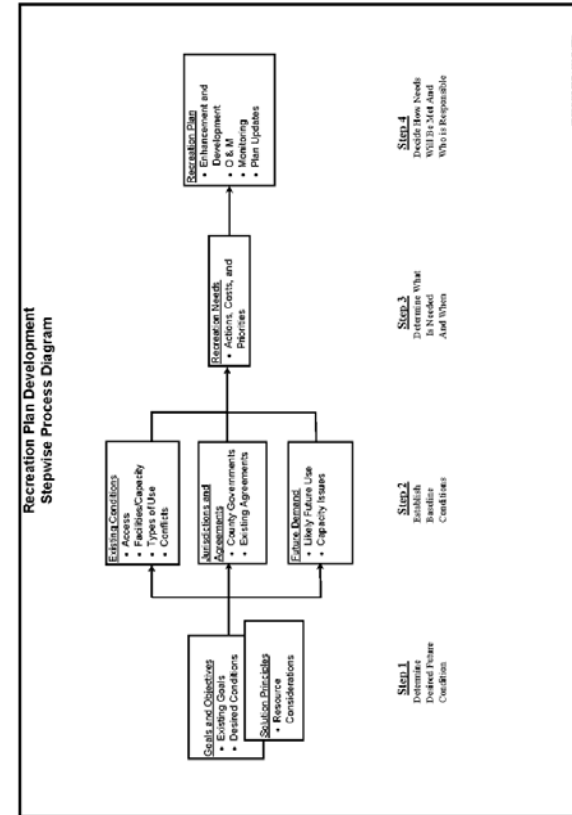 Recreation Plan Development
Stepwise Process Diagram
Goals and Objectives
• Existing Goals
• Desired Conditions
Solution Principles
• Resource
Considerations
Existing Conditions
• Access
• Facilities/Capacity
• Types of Use
• Conflicts
Jurisdictions and
Agreements
• County Governments
• Existing Agreements
Future Demand
• Likely Future Use
• Capacity Issues
Recreation Needs
• Actions, Costs, and
Priorities
Recreation Plan
• Enhancement and
Development
• O & M
• Monitoring
• Plan Updates
Step 1
Determine
Desired Future
Condition
Step 2
Establish
Baseline
Conditions
Step 3
Determine What
Is Needed
And When
Step 4
Decide How Needs
Will Be Met And
Who is Responsible